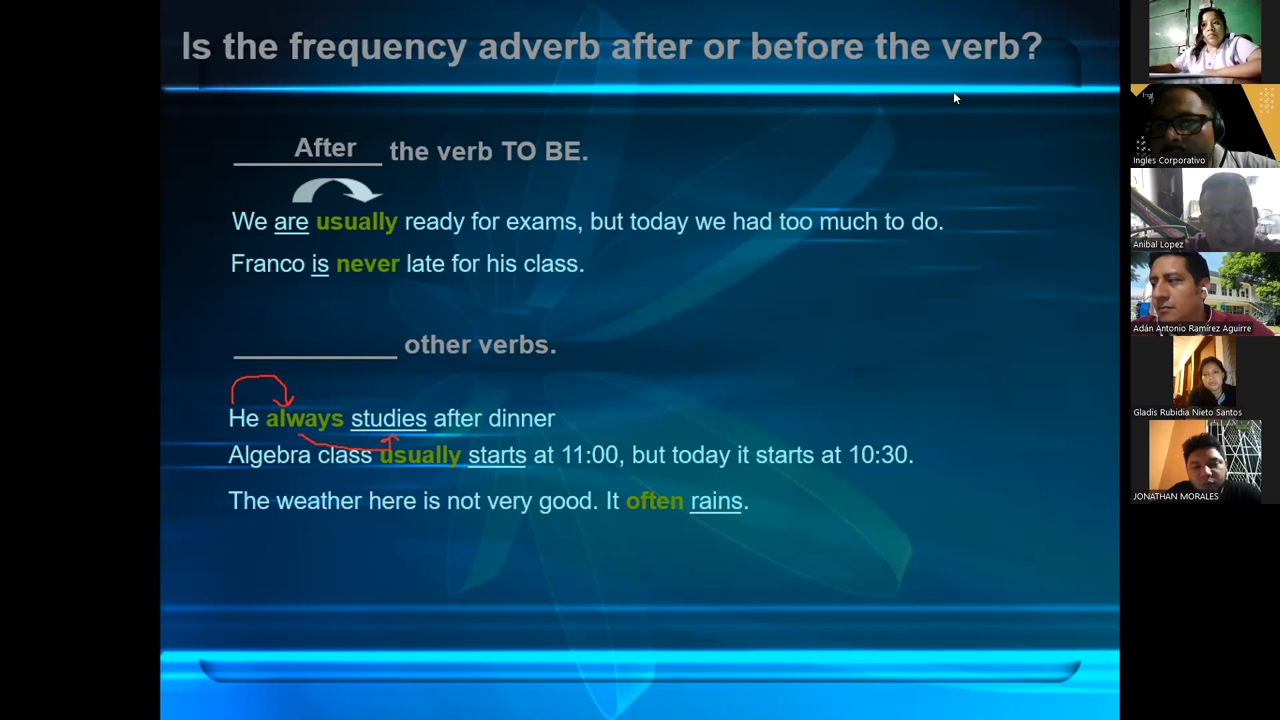 Is the frequency adverb after or before the verb?
___After___ the verb TO BE.
We are usually ready for exams, but today we had too much to do.
Franco is never late for his class.
___________ other verbs.
He always studies after dinner
Algebra class usually starts at 11:00, but today it starts at 10:30.
The weather here is not very good. It often rains.
Ingles Corporativo
Anibal Lopez
Adán Antonio Ramírez Aguirre
Gladis Rubidia Nieto Santos
JONATHAN MORALES